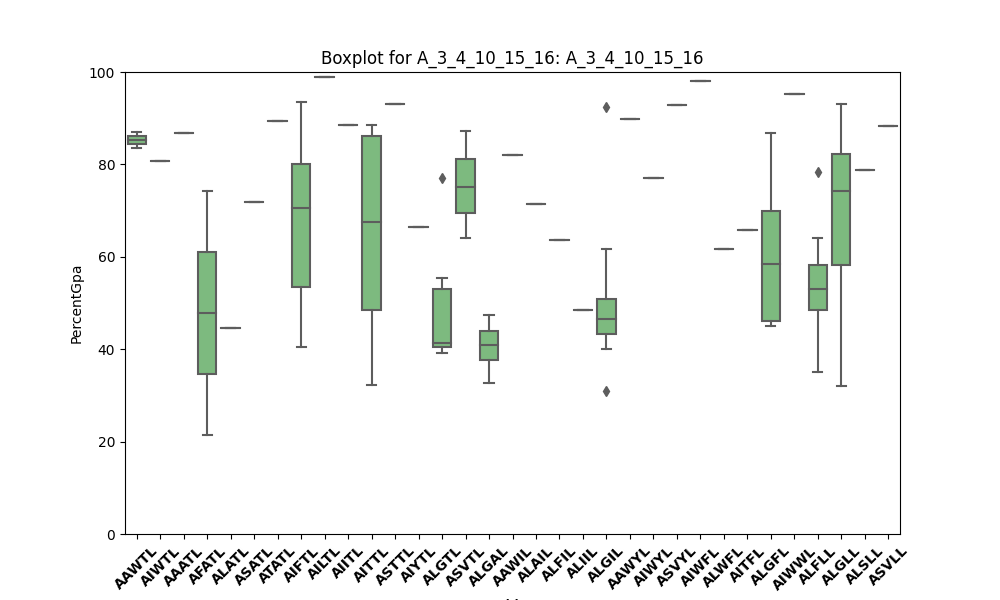 Boxplot for A_3_4_10_15_16: A_3_4_10_15_16
100
80
60
40
20
0
PercentGpa
AAWTL
AIWTL
AAATL
AFATL
ALATL
ASATL
ATATL
AIFTL
AILTL
AIITL
AITTL
ASTTL
AIYTL
ALGTL
ASVTL
ALGAL
AAWIL
ALAIL
ALFIL
ALIIL
ALGIL
AAWYL
AIWYL
ASVYL
AIWFL
ALWFL
AITFL
ALGFL
AIWWL
ALFLL
ALGLL
ALSLL
ASVLL